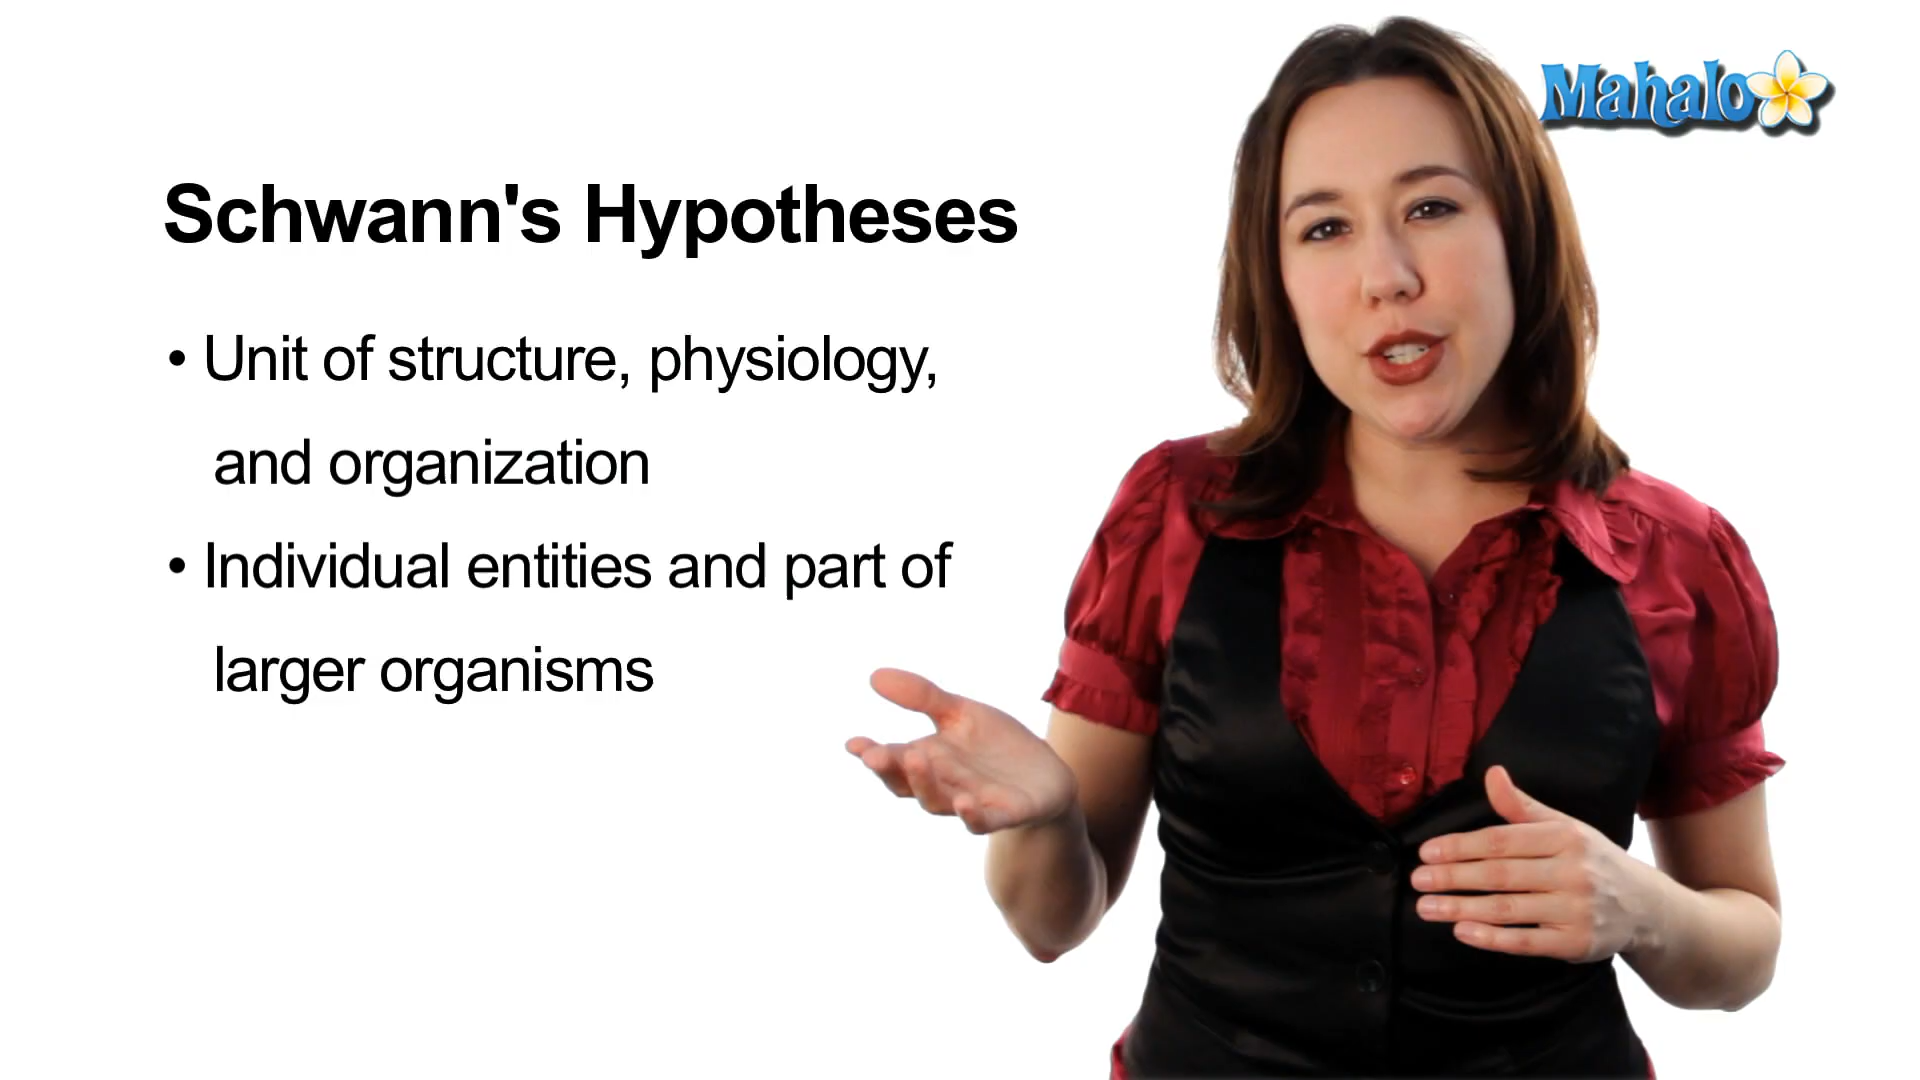 Mahalo
Schwann's Hypotheses
• Unit of structure, physiology,
and organization
• Individual entities and part of
larger organisms